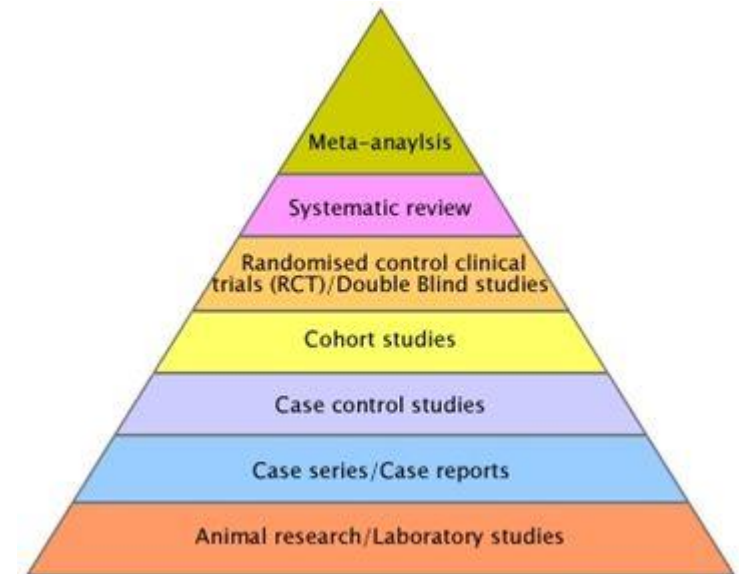 Meta-anaylsis
Systematic review
Randomised control clinical
trials (RCT)/Double Blind studies
Cohort studies
Case control studies
Case series/Case reports
Animal research/Laboratory studies